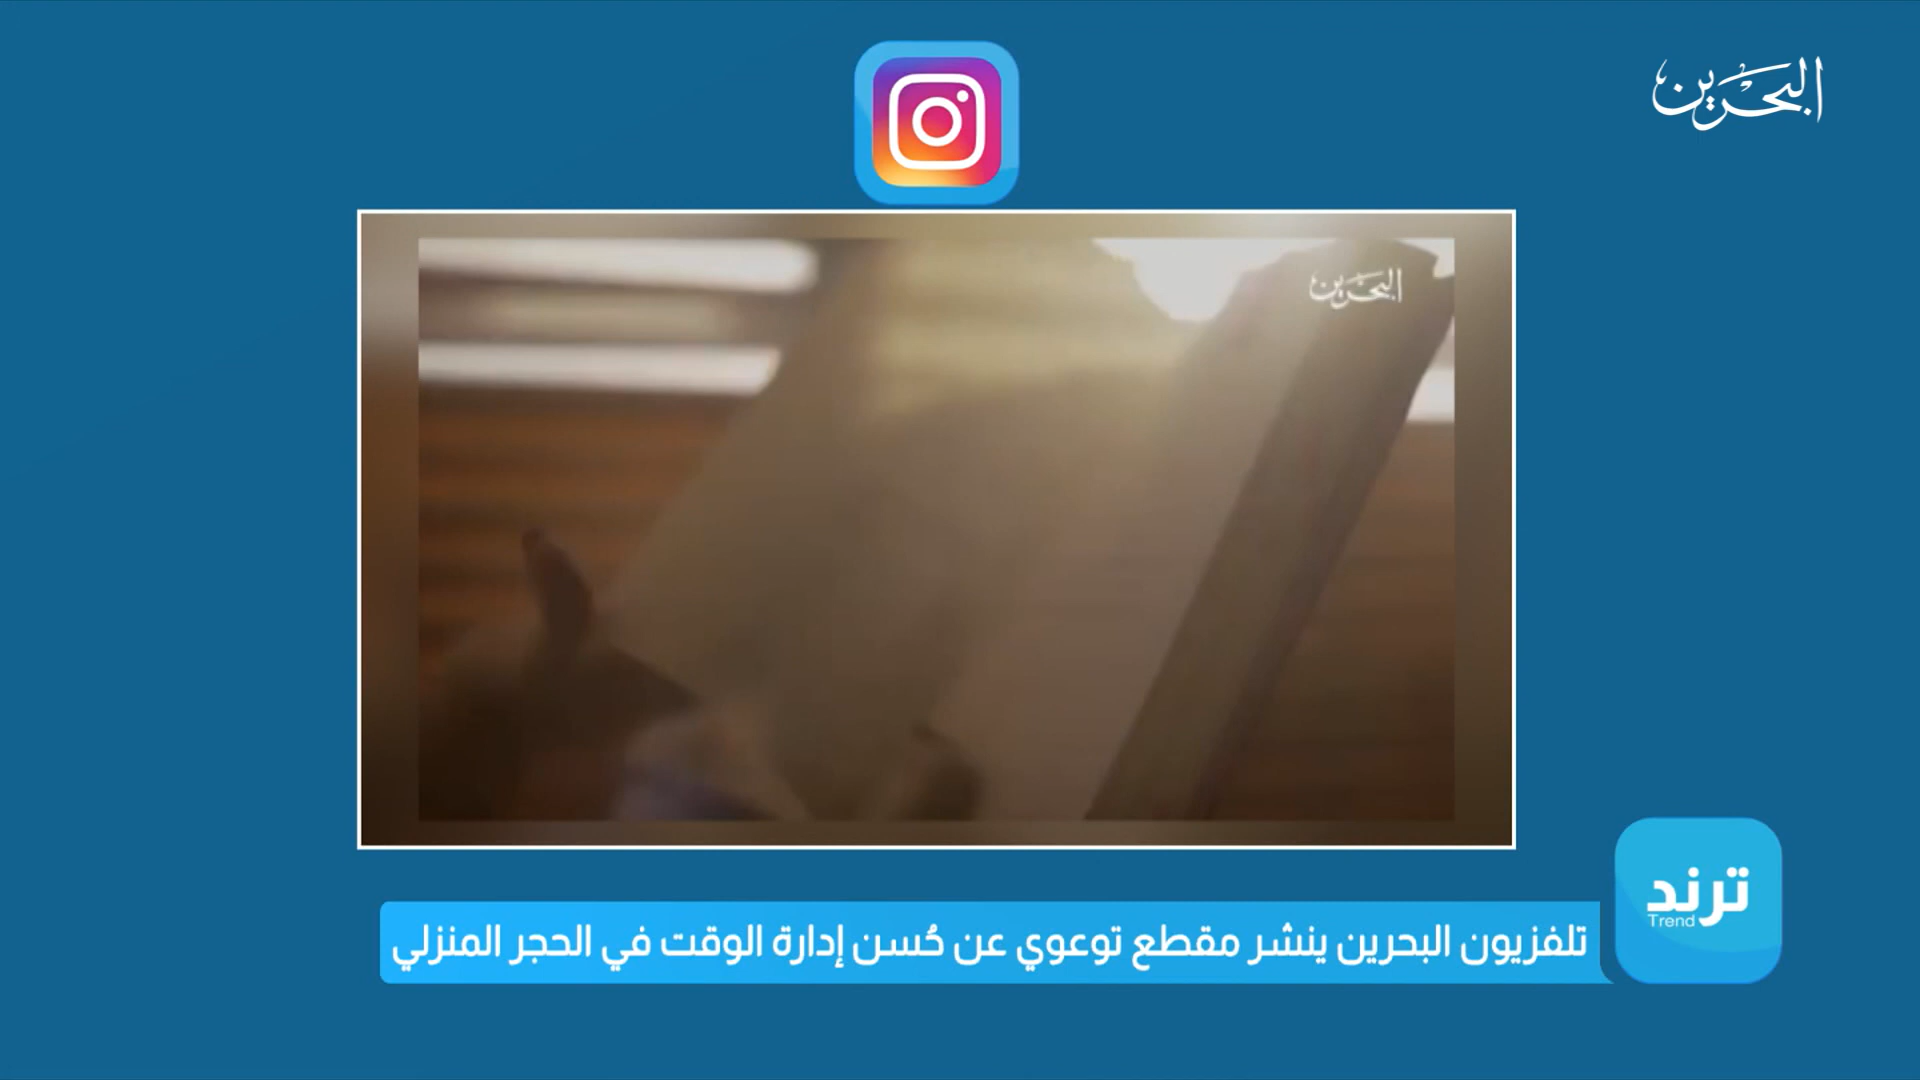 البحرين
البحرين
ترند
Trend
تلفزيون البحرين ينشر مقطع توعوي عن حُسن إدارة الوقت في الحجر المنزلي